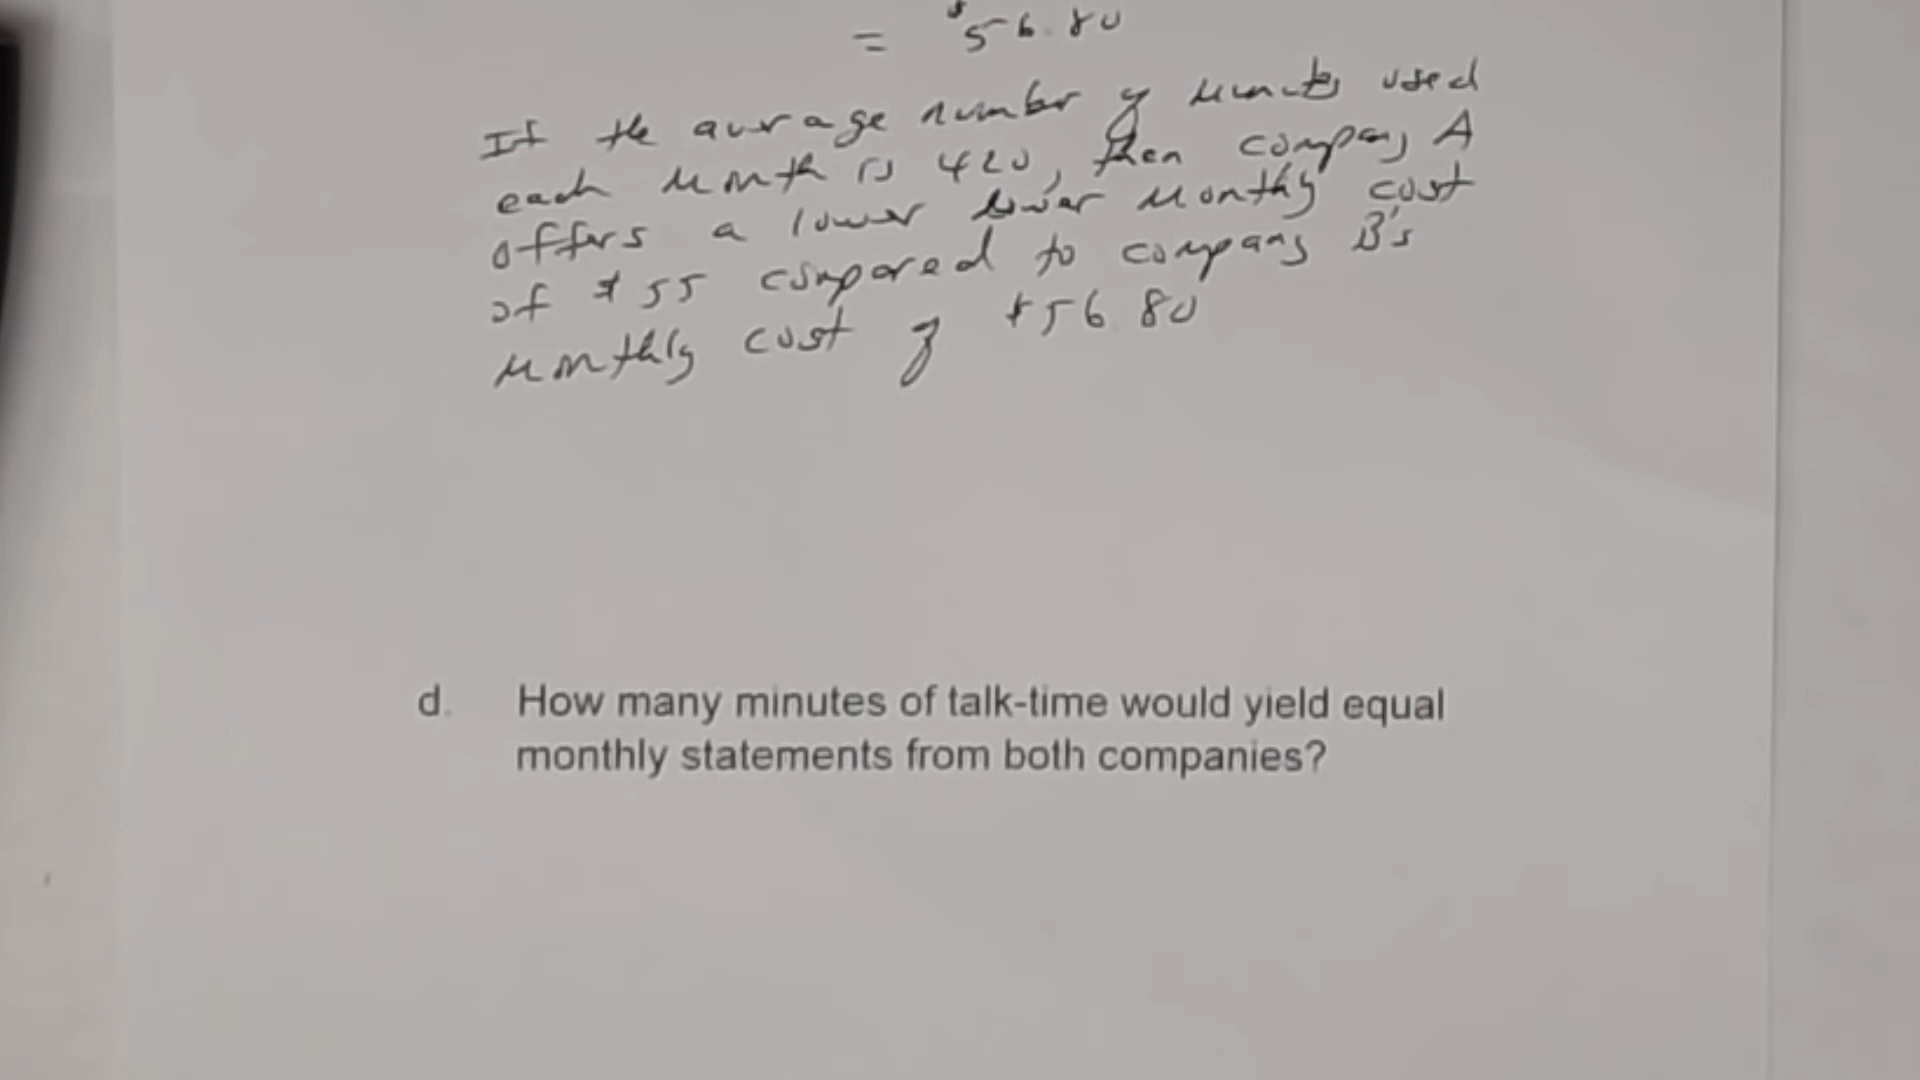 = $56.80
If the average number of minutes used
each month is 420, then company A
offers a lower lower monthly cost
of $55 compared to company B's
monthly cost of $56.80
d. How many minutes of talk-time would yield equal
monthly statements from both companies?